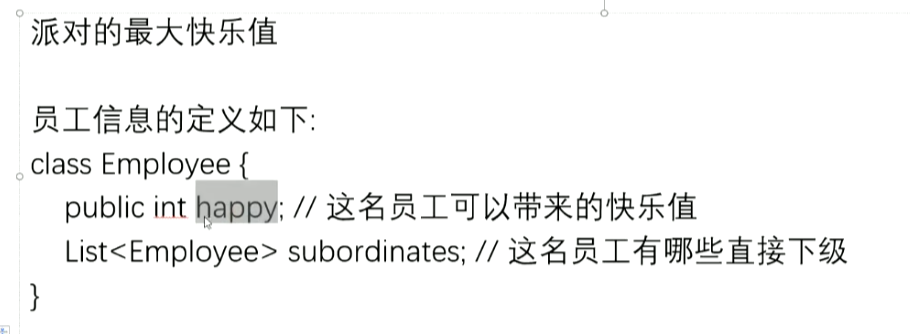 派对的最大快乐值
员工信息的定义如下:
class Employee {
public int happy; // 这名员工可以带来的快乐值
List<Employee> subordinates; // 这名员工有哪些直接下级
}